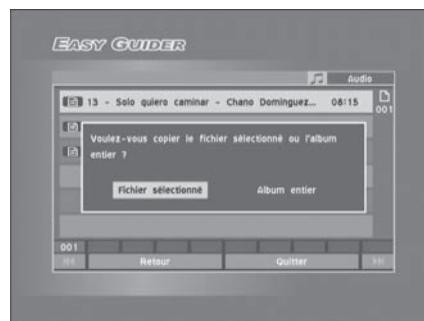 EASY GUIDER
Audio
13 - Solo quiero caminar - Chano Dominguez... 08:15
001
Voulez-vous copier le fichier sélectionné ou l'album
entier ?
Fichier sélectionné
Album entier
001
Retour
Quitter